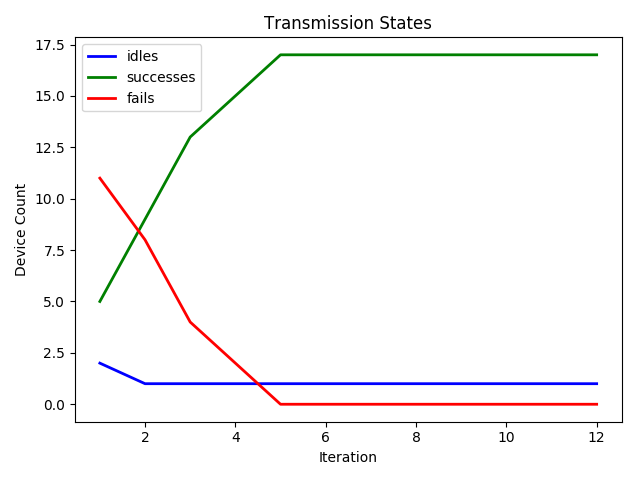 Transmission States
idles
successes
fails
17.5
15.0
12.5
10.0
7.5
5.0
2.5
0.0
Device Count
2 4 6 8 10 12
Iteration